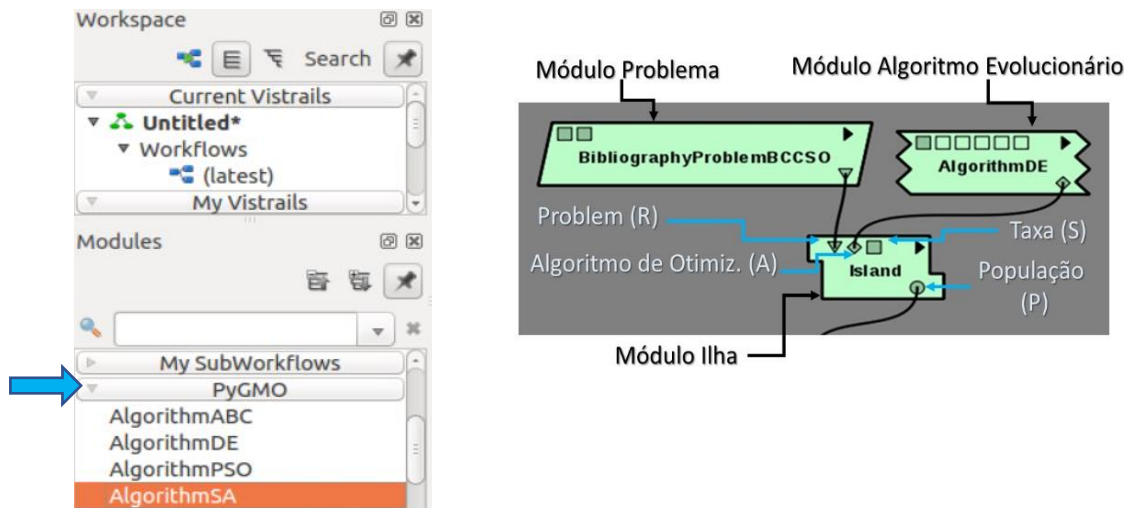 Workspace
Search
Current Vistrails
Untitled*
Workflows
(latest)
My Vistrails
Modules
My SubWorkflows
PyGMO
AlgorithmABC
AlgorithmDE
AlgorithmPSO
AlgorithmSA
Módulo Problema
Módulo Algoritmo Evolucionário
BibliographyProblemBCCSO
AlgorithmDE
Problem (R)
Taxa (S)
Algoritmo de Otimiz. (A)
Island
População
(P)
Módulo Ilha